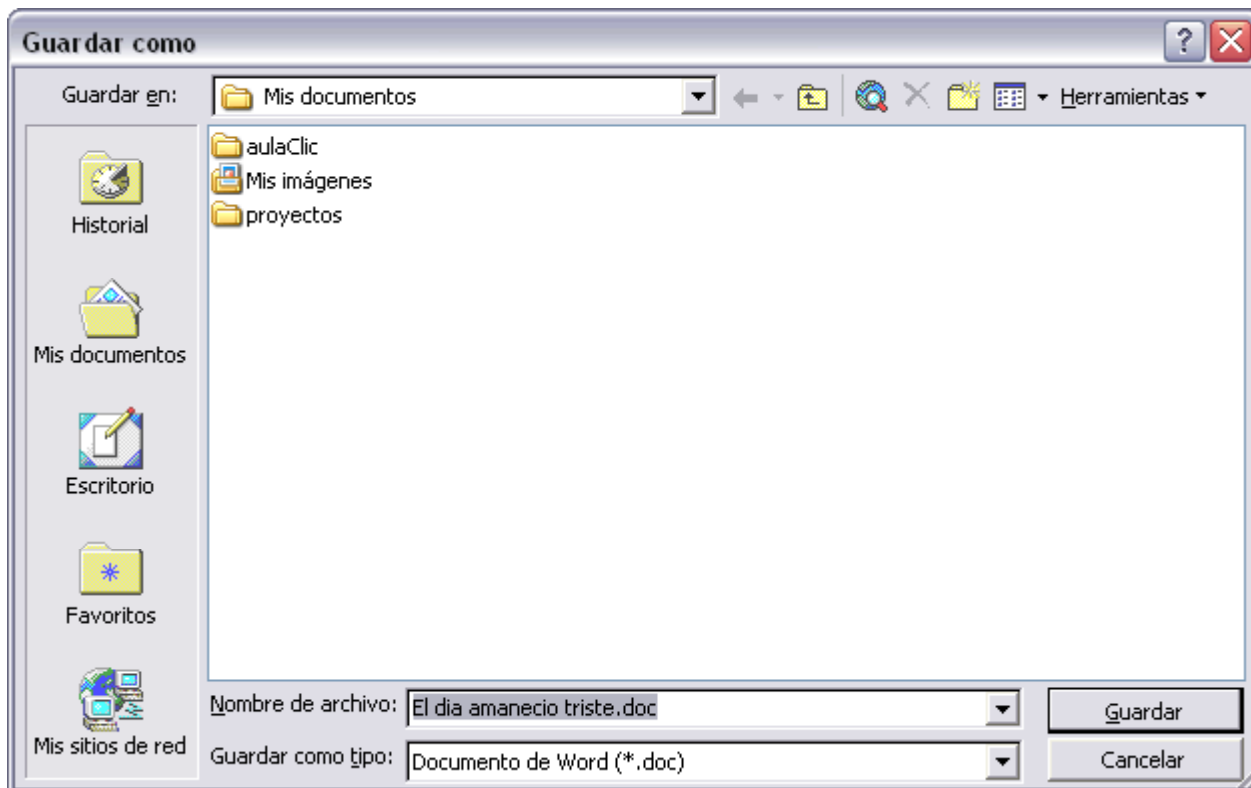 Guardar como
Guardar en:
Mis documentos
Herramientas
aulaClic
Mis imágenes
proyectos
Historial
Mis documentos
Escritorio
Favoritos
Mis sitios de red
Nombre de archivo:
El dia amanecio triste.doc
Guardar
Guardar como tipo:
Documento de Word (*.doc)
Cancelar